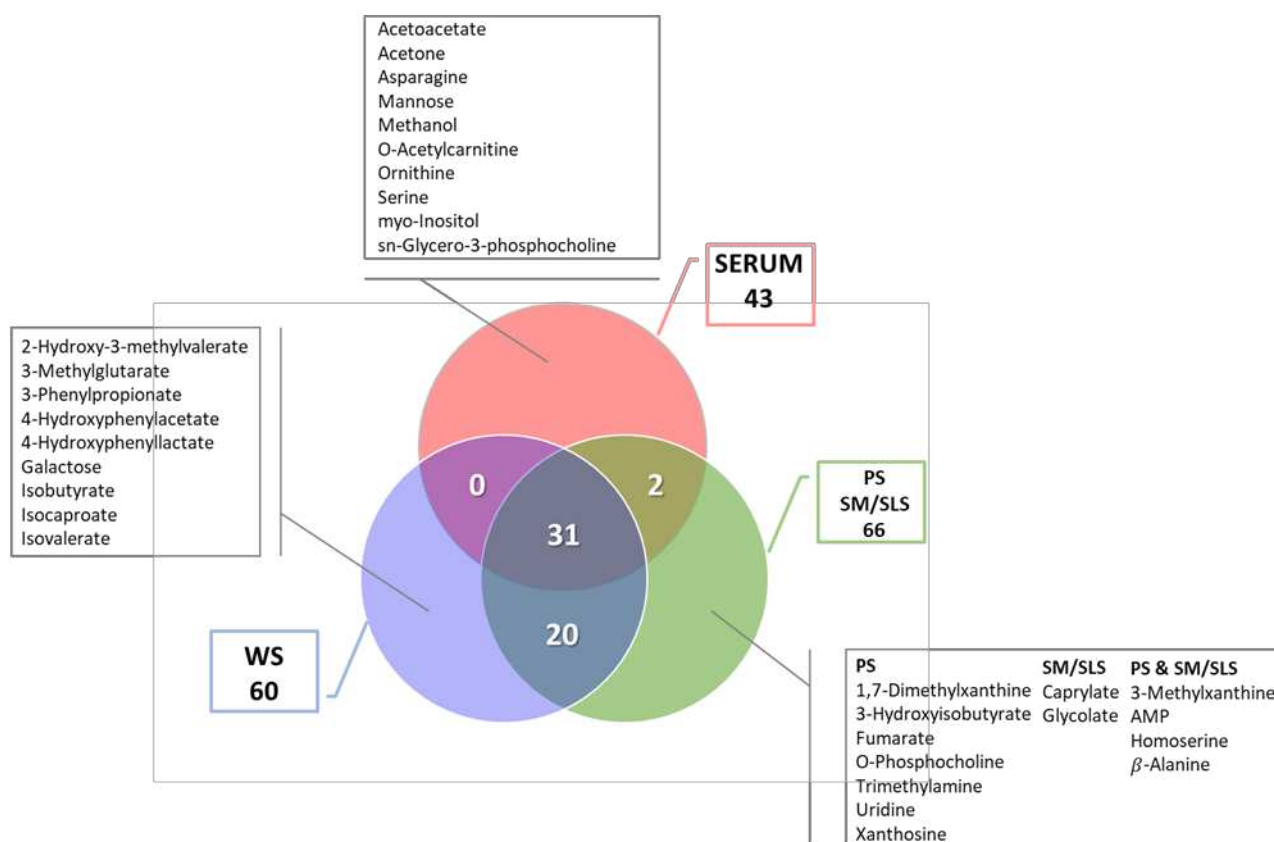 Acetoacetate
Acetone
Asparagine
Mannose
Methanol
O-Acetylcarnitine
Ornithine
Serine
myo-Inositol
sn-Glycero-3-phosphocholine
SERUM
43
2-Hydroxy-3-methylvalerate
3-Methylglutarate
3-Phenylpropionate
4-Hydroxyphenylacetate
4-Hydroxyphenyllactate
Galactose
Isobutyrate
Isocaproate
Isovalerate
0
2
31
20
PS
SM/SLS
66
WS
60
PS SM/SLS PS & SM/SLS
1,7-Dimethylxanthine Caprylate 3-Methylxanthine
3-Hydroxyisobutyrate Glycolate AMP
Fumarate Homoserine
O-Phosphocholine β-Alanine
Trimethylamine
Uridine
Xanthosine